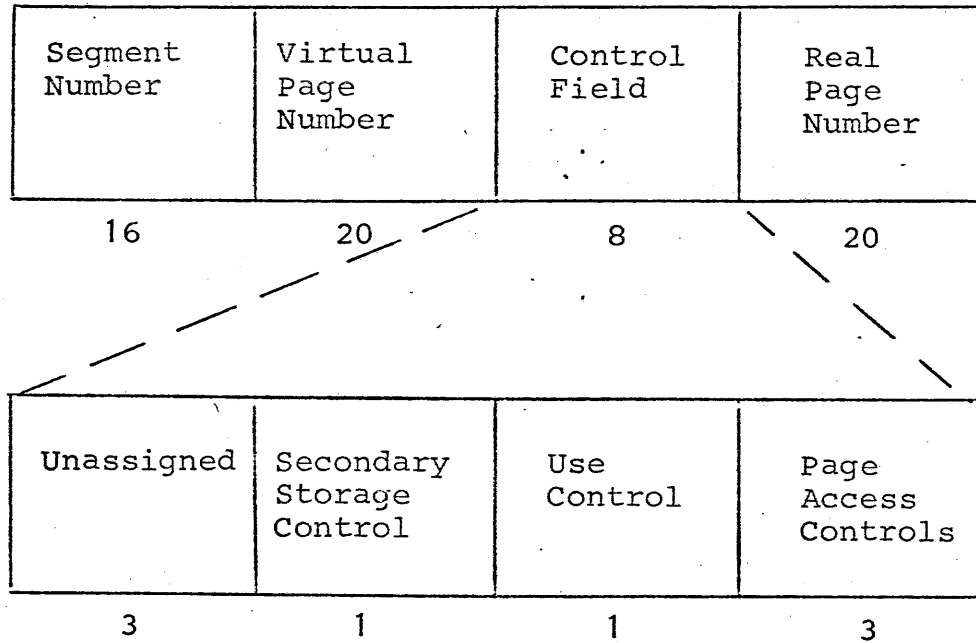 Segment
Number
Virtual
Page
Number
Control
Field
Real
Page
Number
16
20
8
20
Unassigned
Secondary
Storage
Control
Use
Control
Page
Access
Controls
3
1
1
3